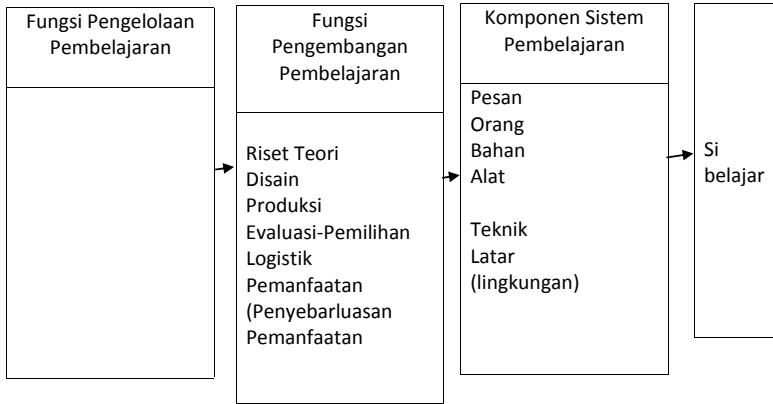 Fungsi Pengelolaan
Pembelajaran
Fungsi
Pengembangan
Pembelajaran
Riset Teori
Disain
Produksi
Evaluasi-Pemilihan
Logistik
Pemanfaatan
(Penyebarluasan
Pemanfaatan
Komponen Sistem
Pembelajaran
Pesan
Orang
Bahan
Alat
Teknik
Latar
(lingkungan)
Si
belajar